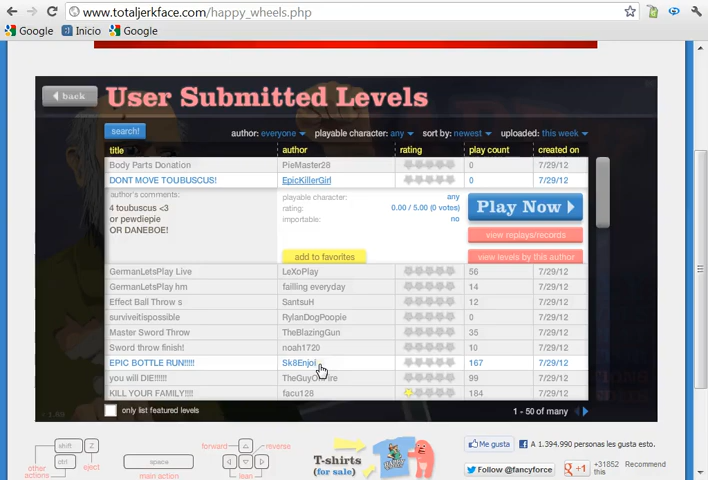 www.totaljerkface.com/happy_wheels.php
Google Inicio Google
back User Submitted Levels
search! author: everyone playable character: any sort by: newest uploaded: this week
title author rating play count created on
Body Parts Donation PieMaster28 0 7/29/12
DONT MOVE TOUBUSCUS! EpicKillerGirl 0 7/29/12
author's comments:
4 toubuscus <3
or pewdiepie
OR DANEBOE!
playable character: any
rating: 0.00 / 5.00 (0 votes)
importable: no
add to favorites
Play Now
view replays/records
view levels by this author
GermanLetsPlay Live LeXoPlay 56 7/29/12
GermanLetsPlay hm failling everyday 14 7/29/12
Effect Ball Throw s SantsuH 12 7/29/12
surviveitispossible RylanDogPoopie 0 7/29/12
Master Sword Throw TheBlazingGun 35 7/29/12
Sword throw finish! noah1720 10 7/29/12
EPIC BOTTLE RUN!!!!! Sk8Enjoi 167 7/29/12
you will DIE!!!!!! TheGuyOnFire 99 7/29/12
KILL YOUR FAMILY!!!! facu128 184 7/29/12
only list featured levels 1 - 50 of many
shift Z
ctrl
other actions
eject
space
main action
forward
reverse
lean
T-shirts
(for sale)
Me gusta A 1.394.990 personas les gusta esto.
Follow @fancyforce +1 +31852 Recommend this